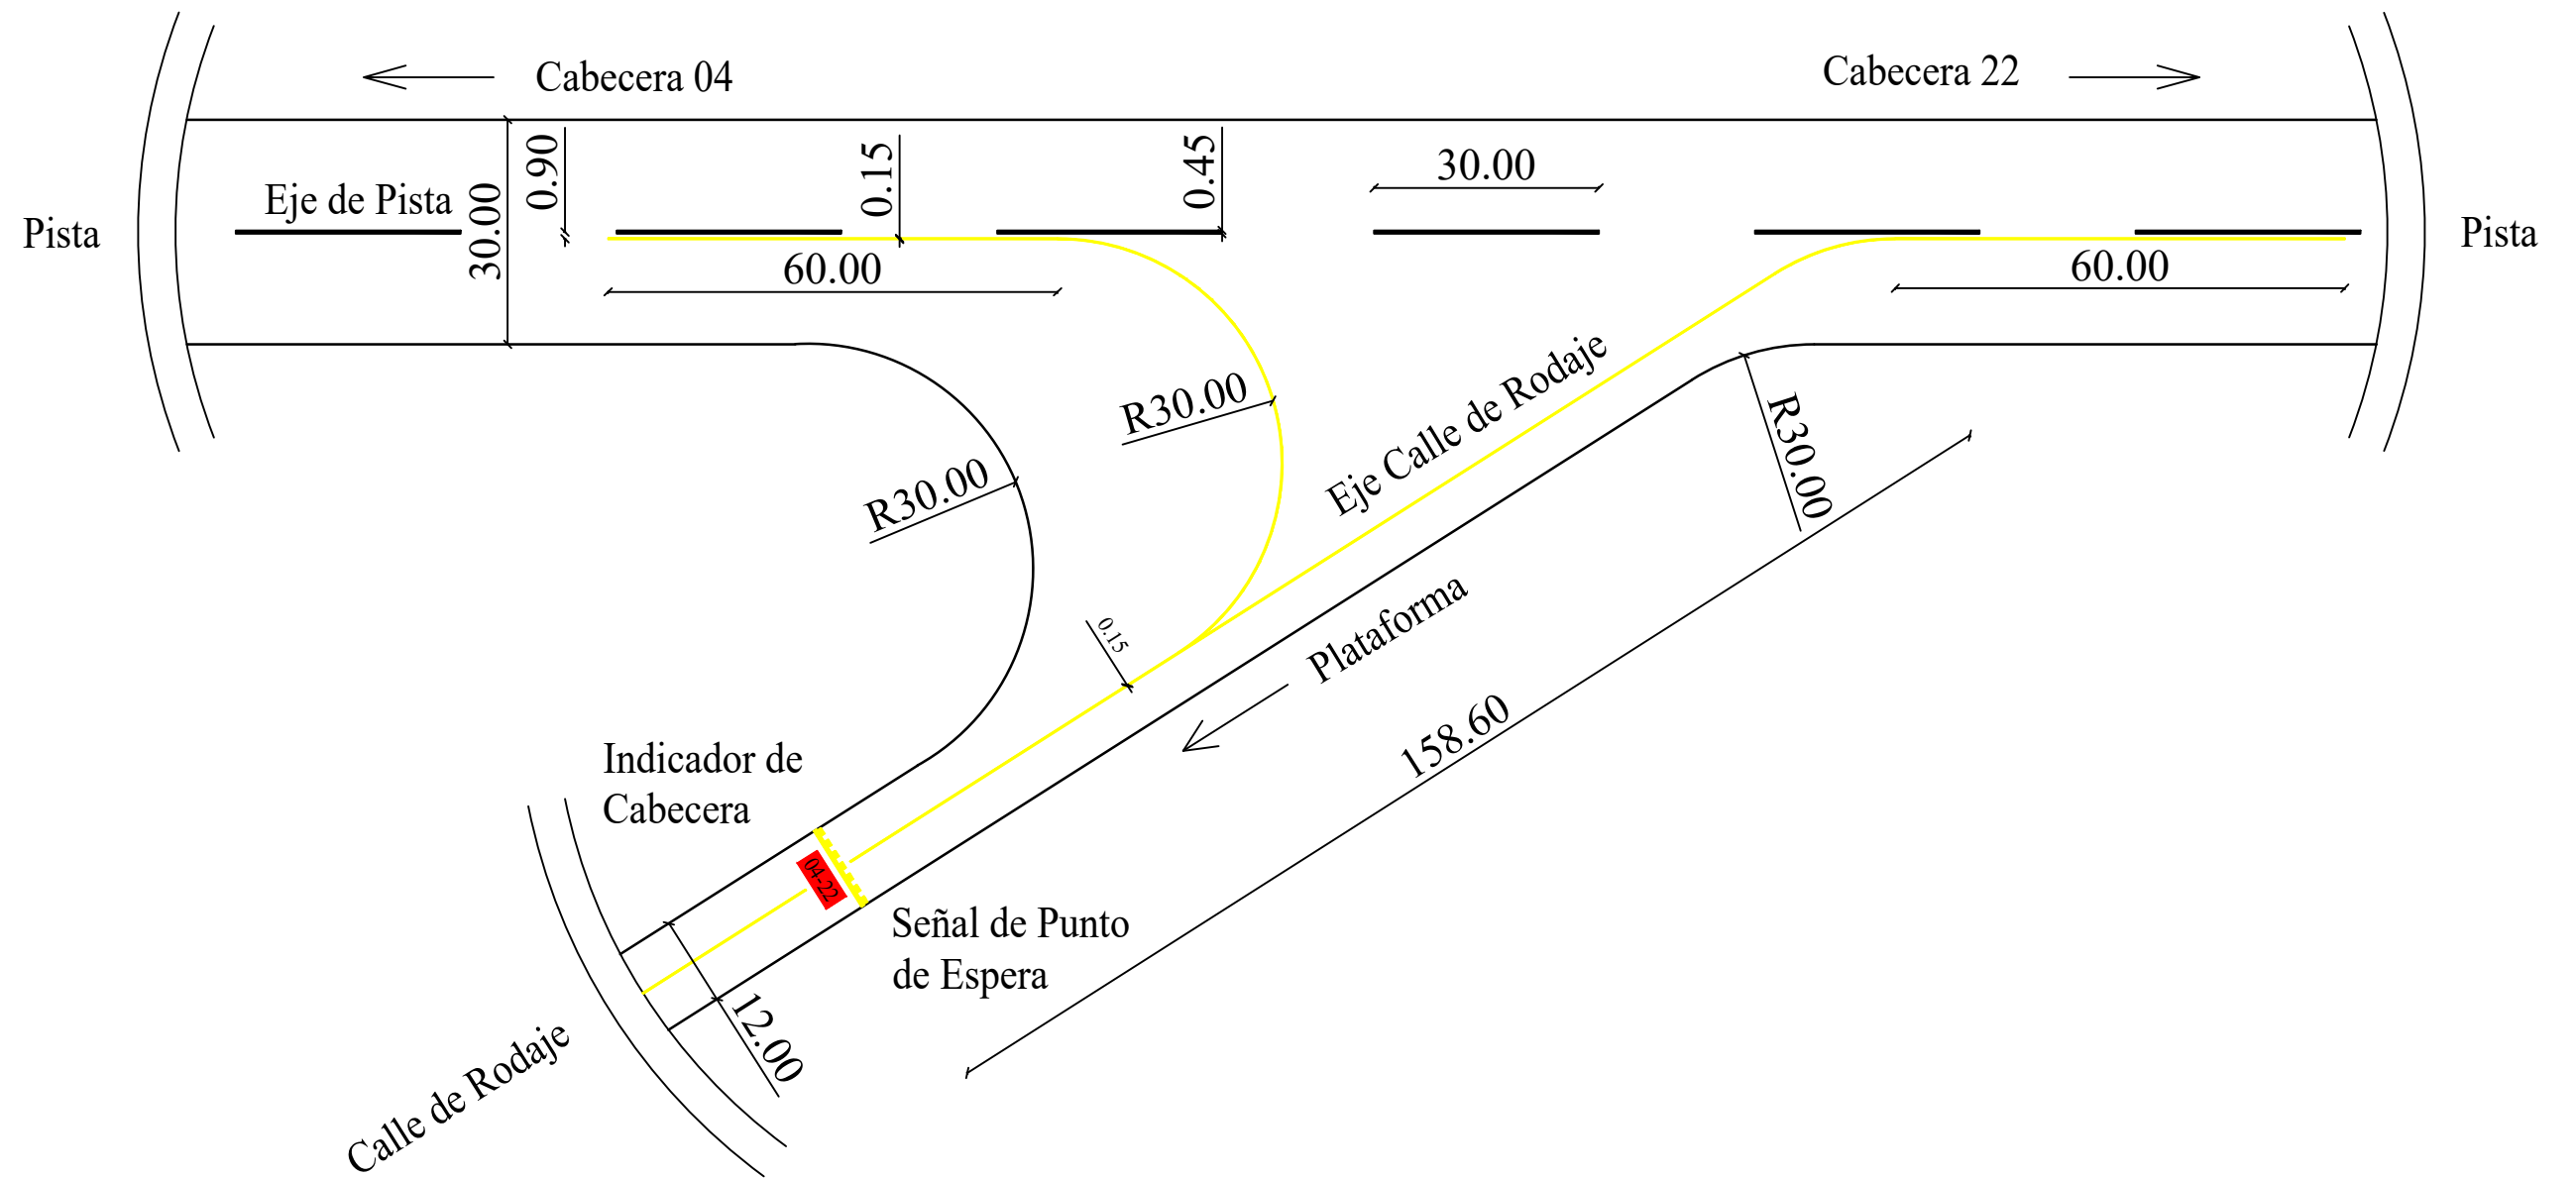 Cabecera 04
Cabecera 22
0.90
0.15
0.45
30.00
Eje de Pista
30.00
Pista
Pista
60.00
60.00
R30.00
R30.00
Eje Calle de Rodaje
R30.00
0.15
Plataforma
158.60
Indicador de
Cabecera
04-22
Señal de Punto
de Espera
12.00
Calle de Rodaje